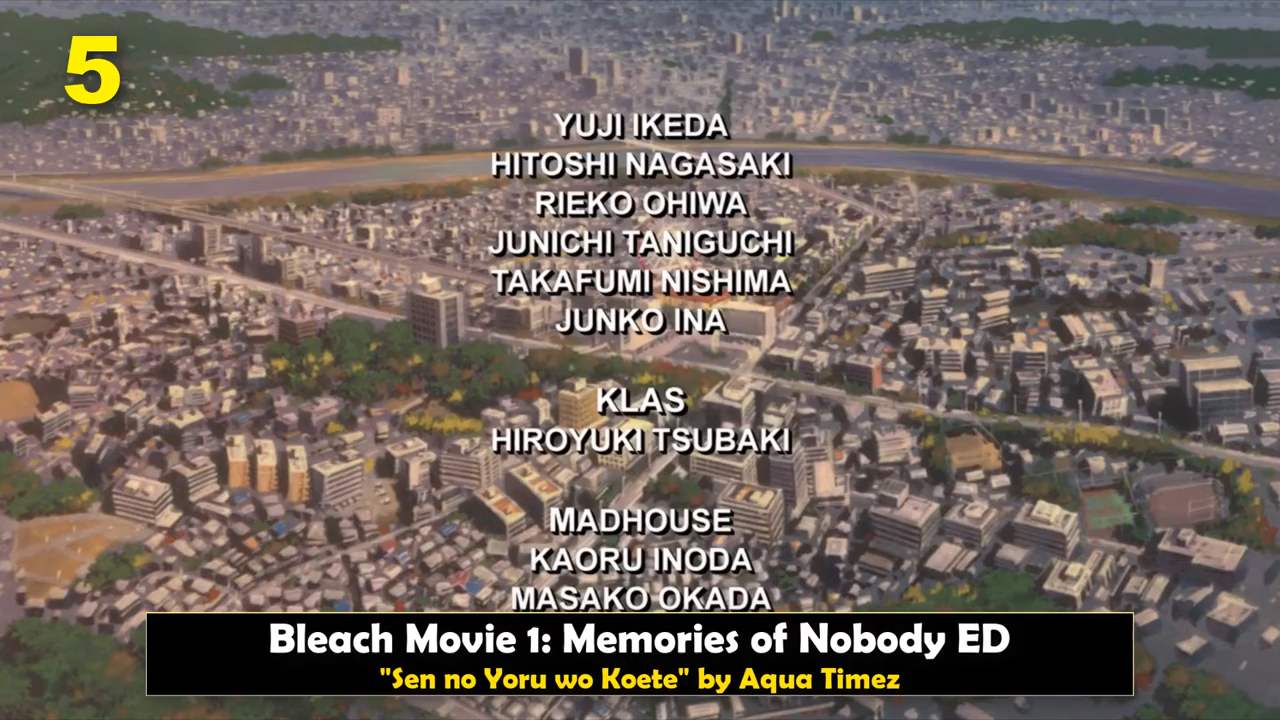 5
YUJI IKEDA
HITOSHI NAGASAKI
RIEKO OHIWA
JUNICHI TANIGUCHI
TAKAFUMI NISHIMA
JUNKO INA
KLAS
HIROYUKI TSUBAKI
MADHOUSE
KAORU INODA
MASAKO OKADA
Bleach Movie 1: Memories of Nobody ED
"Sen no Yoru wo Koete" by Aqua Timez